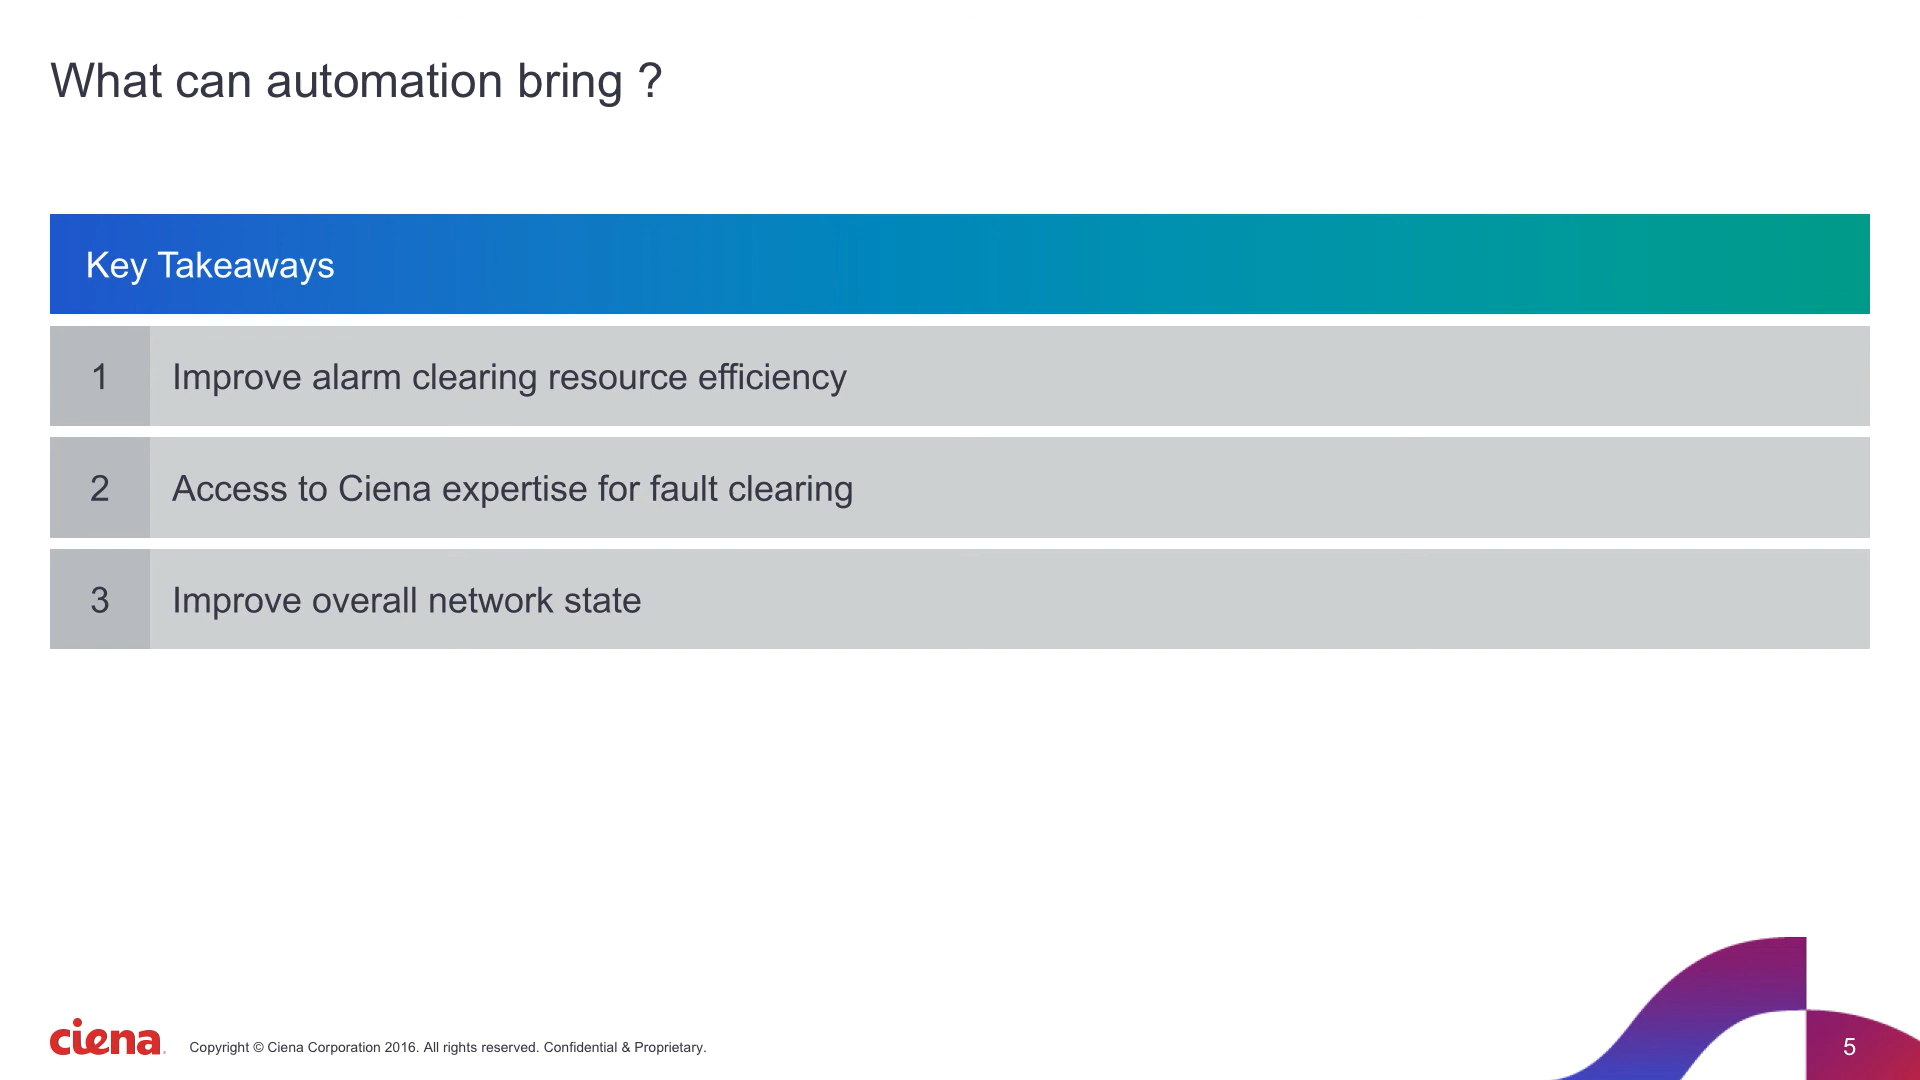 What can automation bring ?
Key Takeaways
1 Improve alarm clearing resource efficiency
2 Access to Ciena expertise for fault clearing
3 Improve overall network state
ciena
Copyright © Ciena Corporation 2016. All rights reserved. Confidential & Proprietary.
5